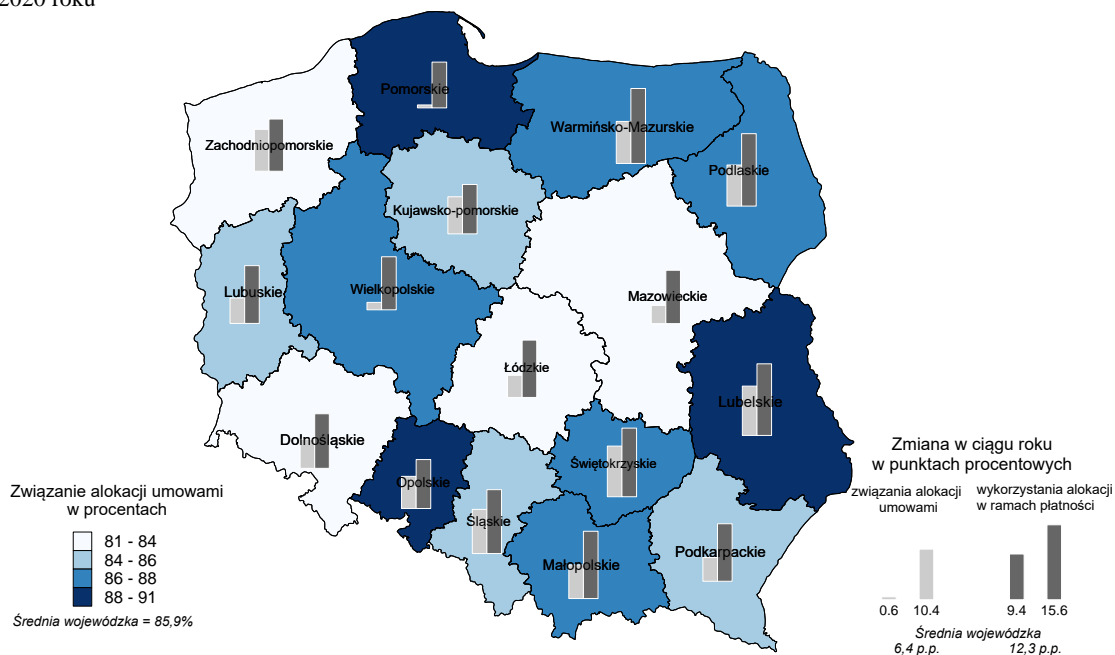 2020 roku
Pomorskie
Warmińsko-Mazurskie
Zachodniopomorskie
Podlaskie
Kujawsko-pomorskie
Lubuskie
Wielkopolskie
Mazowieckie
Łódzkie
Lubelskie
Dolnośląskie
Opolskie
Świętokrzyskie
Śląskie
Małopolskie
Podkarpackie
Związanie alokacji umowami
w procentach
81 - 84
84 - 86
86 - 88
88 - 91
Średnia wojewódzka = 85,9%
Zmiana w ciągu roku
w punktach procentowych
związania alokacji
umowami
wykorzystania alokacji
w ramach płatności
0.6 10.4 9.4 15.6
Średnia wojewódzka
6,4 p.p. 12,3 p.p.